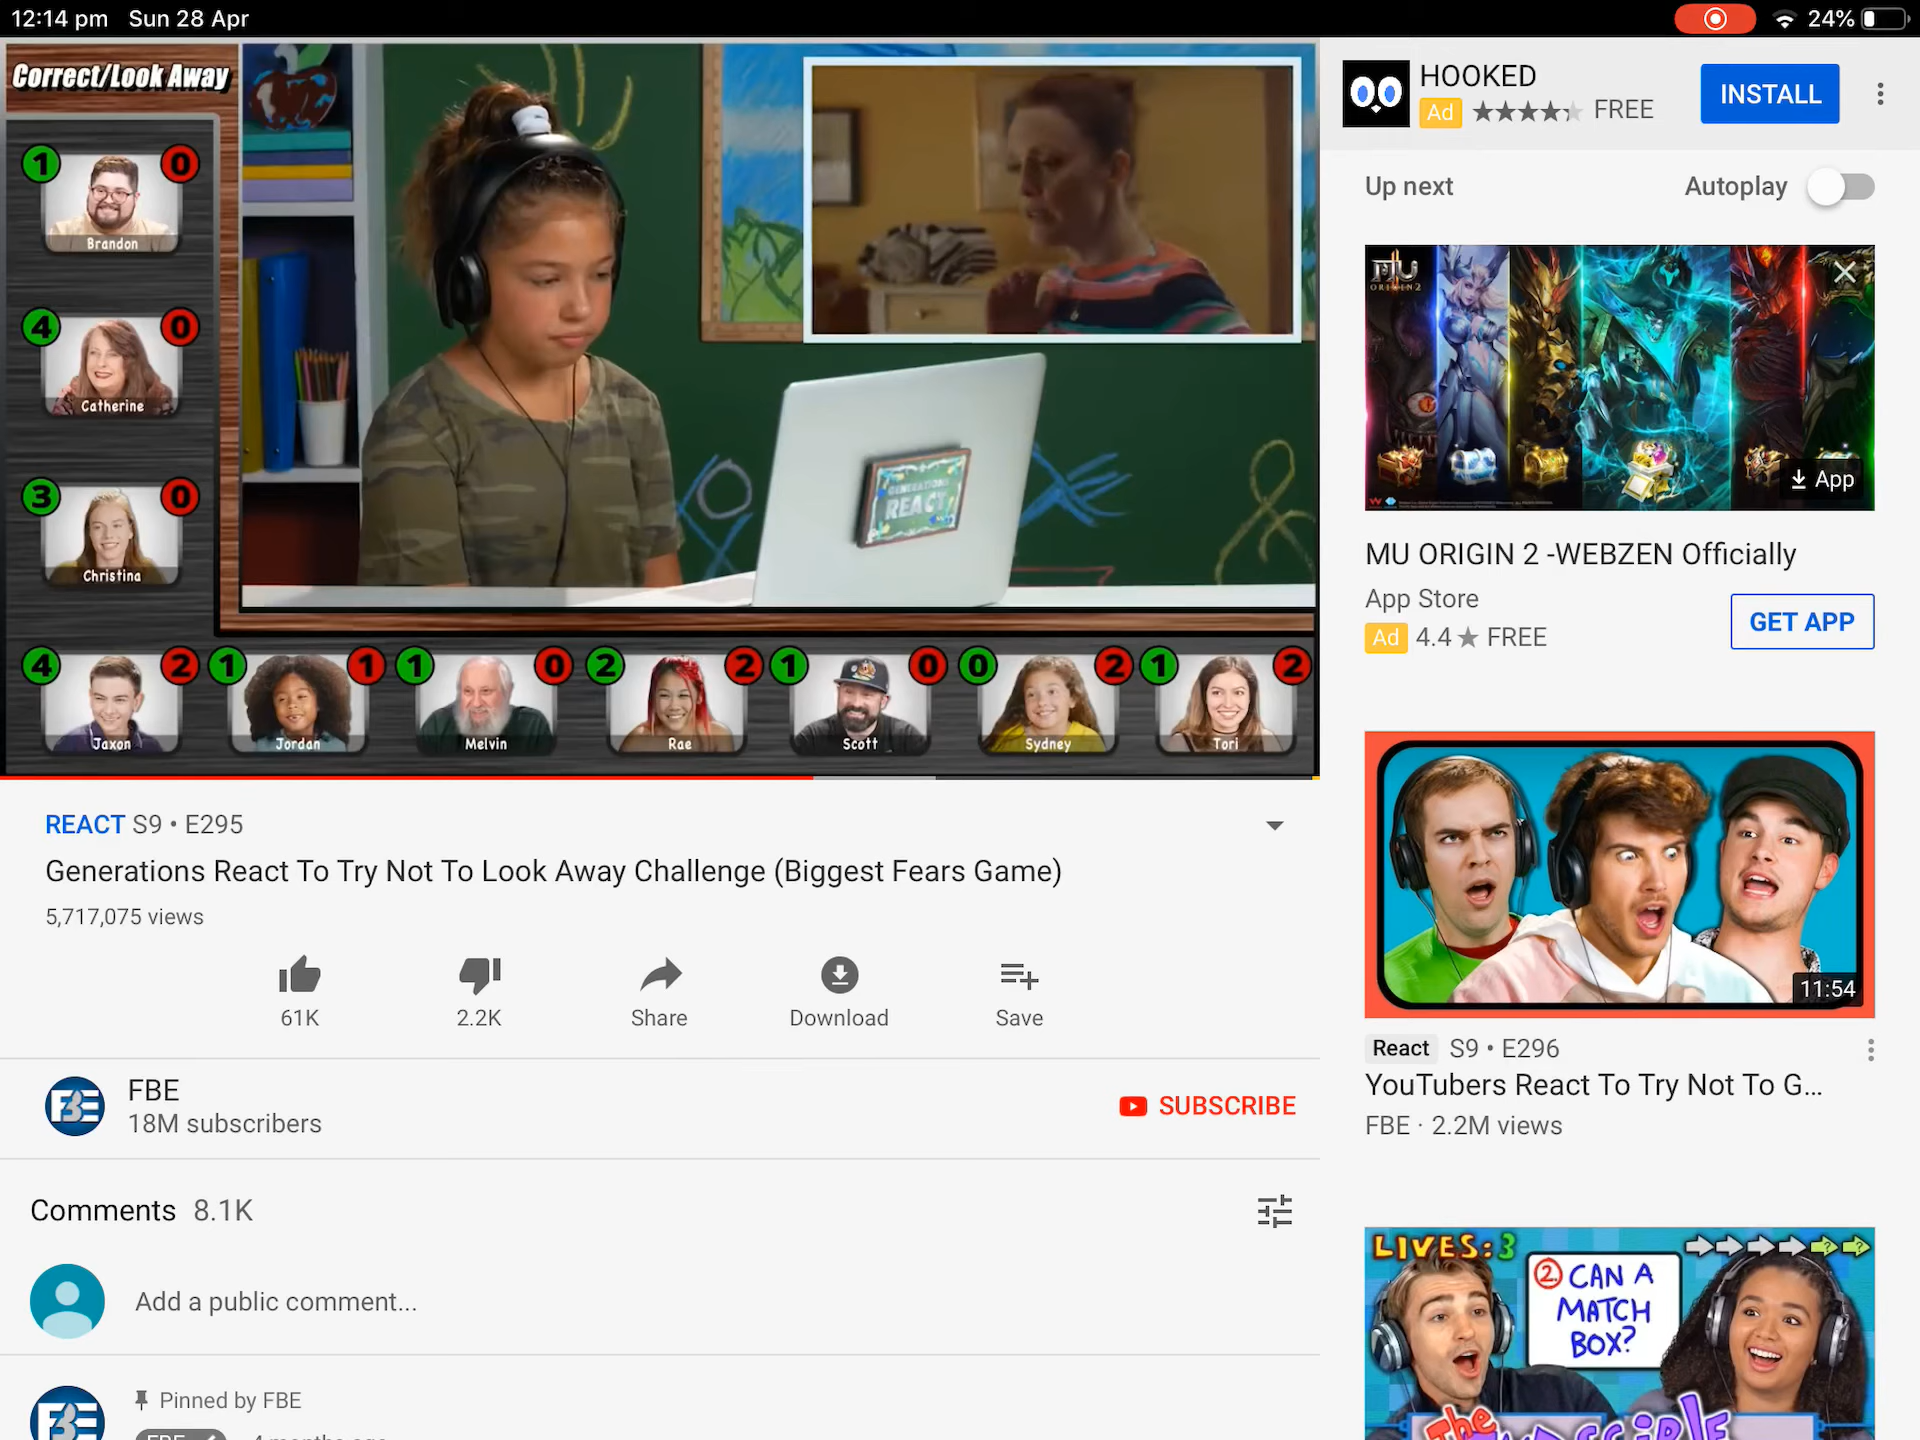 12:14 pm Sun 28 Apr
24%
Correct/Look Away
1 0
Brandon
4 0
Catherine
3 0
Christina
4 2 1 1 1 0 2 2 1 0 0 2 1 2
Jaxon Jordan Melvin Rae Scott Sydney Tori
GENERATIONS
REACT
REACT S9 • E295
Generations React To Try Not To Look Away Challenge (Biggest Fears Game)
5,717,075 views
61K 2.2K Share Download Save
FBE
18M subscribers
SUBSCRIBE
Comments 8.1K
Add a public comment...
Pinned by FBE
HOOKED
Ad FREE
INSTALL
Up next Autoplay
MU
ORIGIN 2
App
MU ORIGIN 2 -WEBZEN Officially
App Store
Ad 4.4 ★ FREE
GET APP
11:54
React S9 • E296
YouTubers React To Try Not To G...
FBE · 2.2M views
LIVES: 3
2. CAN A
MATCH
BOX?
The